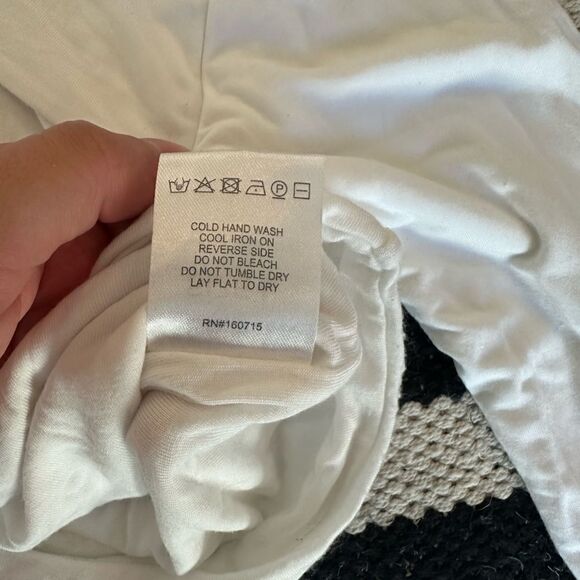 P
COLD HAND WASH
COOL IRON ON
REVERSE SIDE
DO NOT BLEACH
DO NOT TUMBLE DRY
LAY FLAT TO DRY
RN#160715